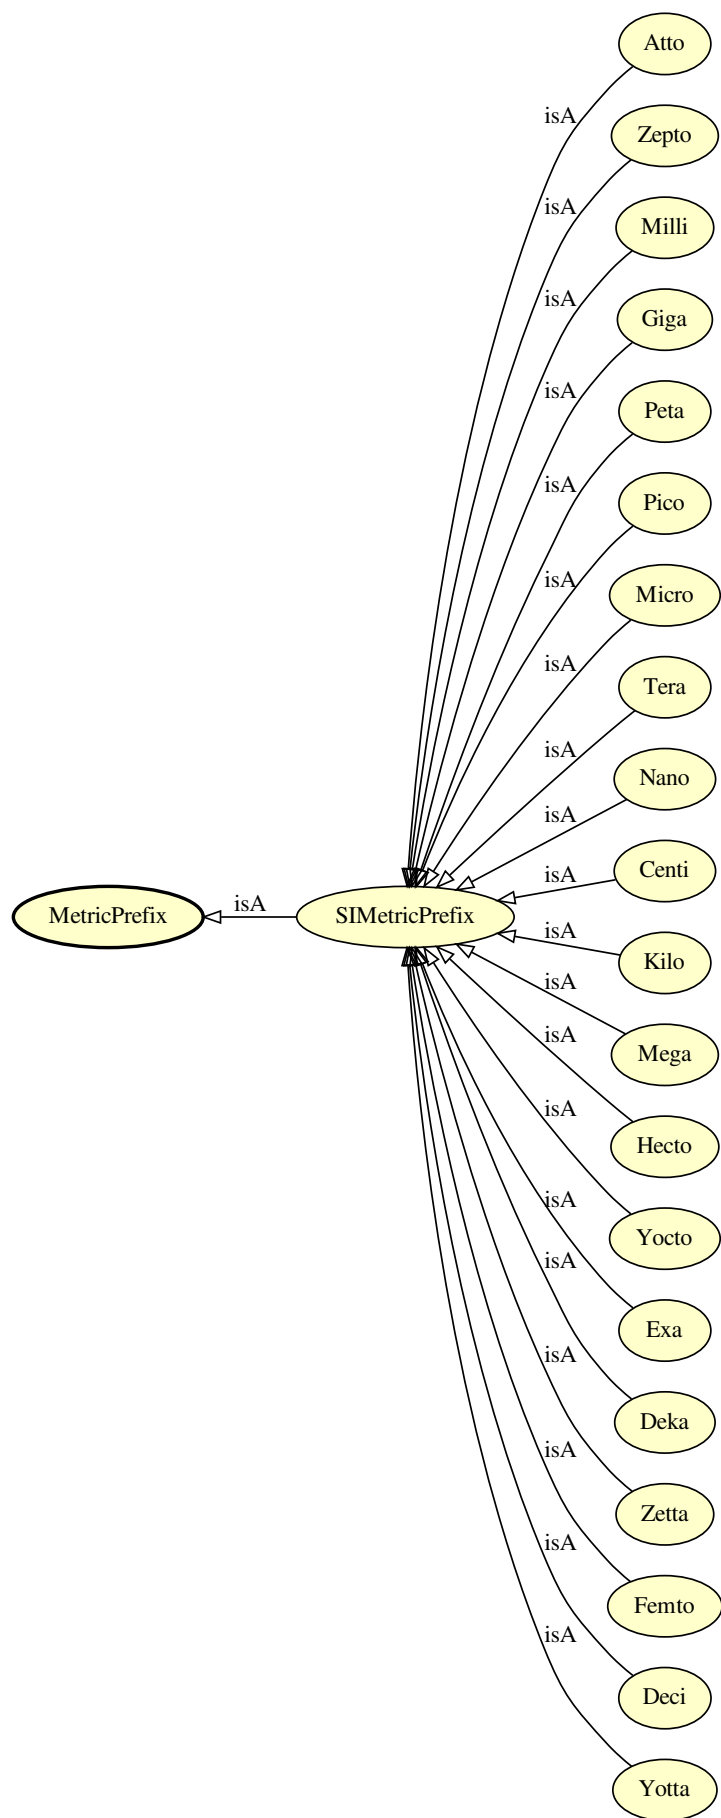 Atto
isA
Zepto
isA
Milli
isA
Giga
isA
Peta
isA
Pico
isA
Micro
isA
Tera
isA
Nano
isA
Centi
isA
MetricPrefix
isA
SIMetricPrefix
isA
Kilo
isA
Mega
isA
Hecto
isA
Yocto
isA
Exa
isA
Deka
isA
Zetta
isA
Femto
isA
Deci
isA
Yotta